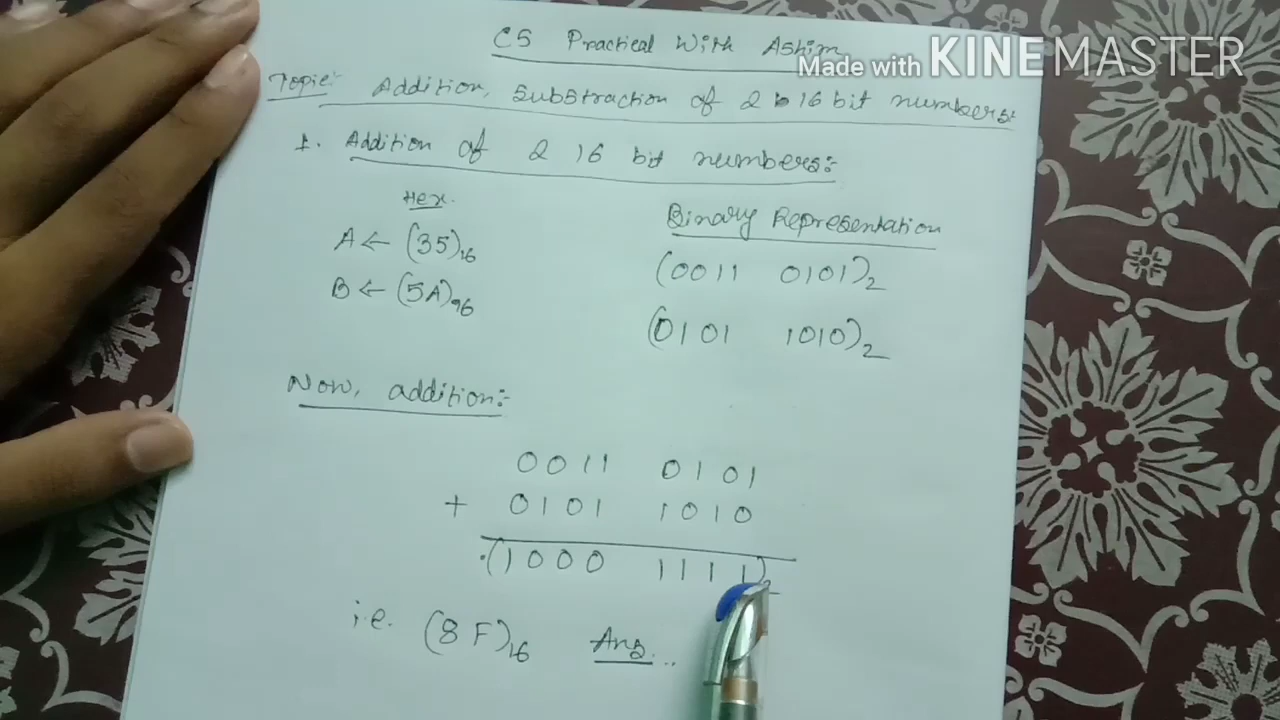 CS Practical With Ashim
Made with KINEMASTER
Topic:- Addition, Substraction of 2 16 bit numbers:
1. Addition of 2 16 bit numbers:-
Hex.
Binary Representation
A ← (35)16
(0011 0101)2
B ← (5A)16
(0101 1010)2
Now, addition:-
0011 0101
+ 0101 1010
(1000 1111)2
i.e. (8F)16 Ans...